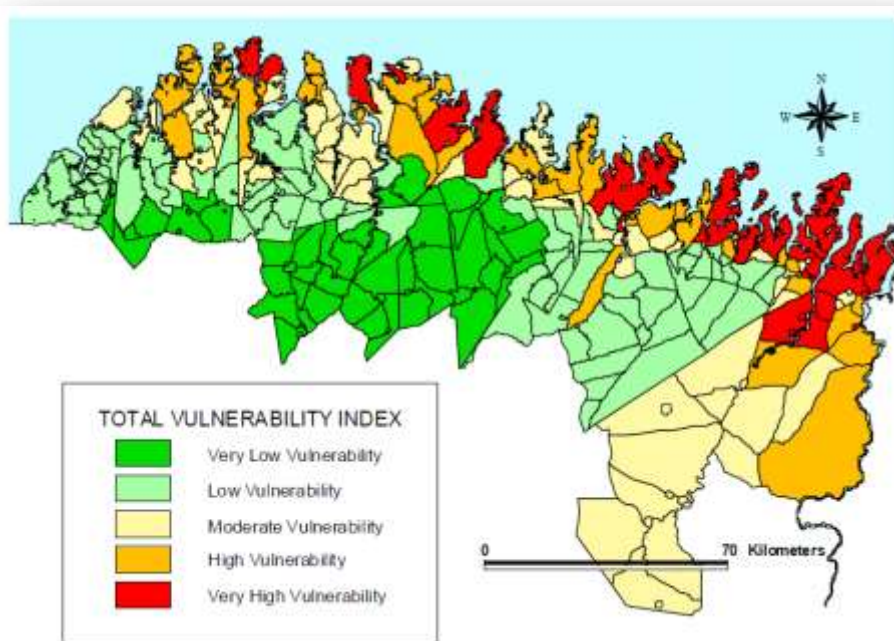 N
W E
S
TOTAL VULNERABILITY INDEX
Very Low Vulnerability
Low Vulnerability
Moderate Vulnerability
High Vulnerability
Very High Vulnerability
0 70 Kilometers